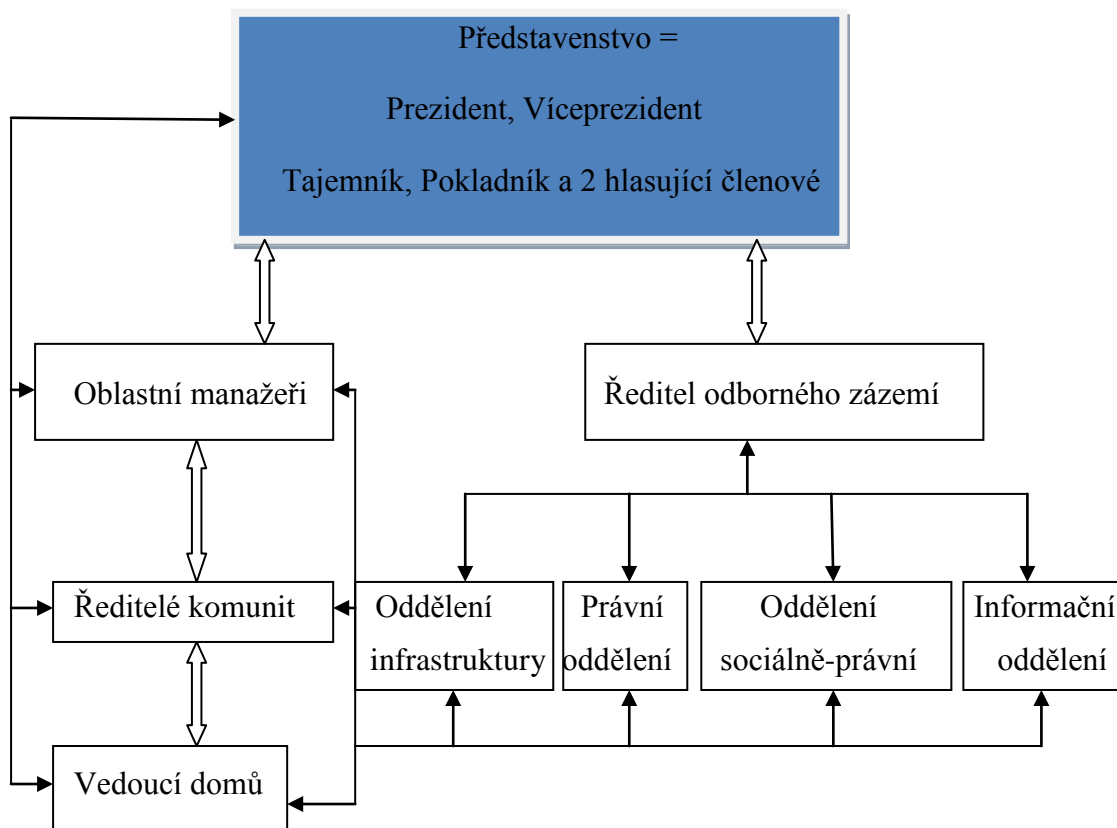 Představenstvo =
Prezident, Víceprezident
Tajemník, Pokladník a 2 hlasující členové
Oblastní manažeři
Ředitel odborného zázemí
Ředitelé komunit
Oddělení
infrastruktury
Právní
oddělení
Oddělení
sociálně-právní
Informační
oddělení
Vedoucí domů